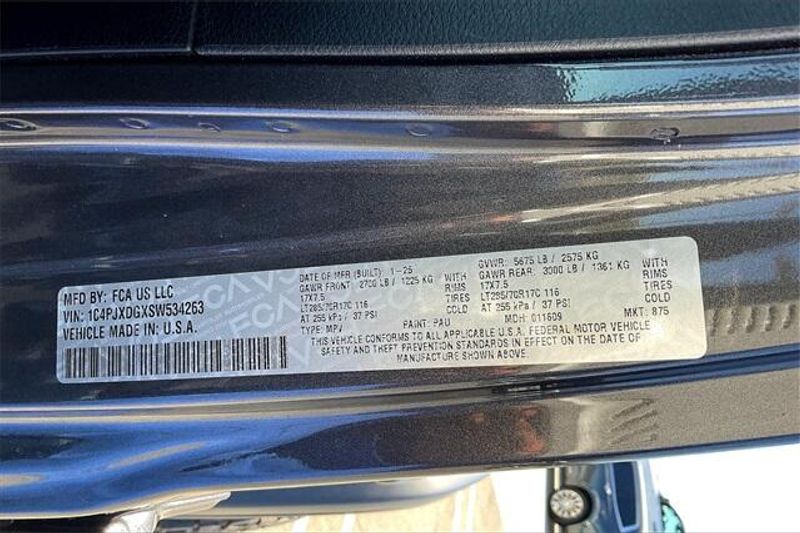 MFD BY: FCA US LLC
VIN: 1C4PJXDGXSW534263
VEHICLE MADE IN: U.S.A.
DATE OF MFR (BUILT): 1-25
GAWR FRONT: 2700 LB / 1225 KG WITH
17X7.5 RIMS
LT285/70R17C 116 TIRES
AT 255 kPa / 37 PSI COLD
TYPE: MPV PAINT: PAU
GVWR: 5675 LB / 2575 KG
GAWR REAR: 3000 LB / 1361 KG WITH
17X7.5 RIMS
LT285/70R17C 116 TIRES
AT 255 kPa / 37 PSI COLD
MDH: 011609 MKT: 875
THIS VEHICLE CONFORMS TO ALL APPLICABLE U.S.A. FEDERAL MOTOR VEHICLE
SAFETY AND THEFT PREVENTION STANDARDS IN EFFECT ON THE DATE OF
MANUFACTURE SHOWN ABOVE.